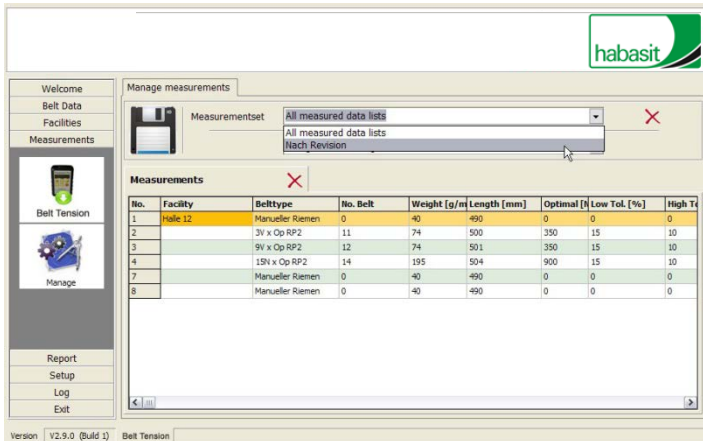 habasit
Welcome
Belt Data
Facilities
Measurements
Belt Tension
Manage
Report
Setup
Log
Exit
Manage measurements
Measurementset
All measured data lists
All measured data lists
Nach Revision
Measurements
No. Facility Belttype No. Belt Weight [g/m Length [mm] Optimal [N Low Tol. [%] High To
1 Halle 12 Manueller Riemen 0 40 490 0 0 0
2 3V x Op RP2 11 74 500 350 15 10
3 9V x Op RP2 12 74 501 350 15 10
4 15N x Op RP2 14 195 504 900 15 10
7 Manueller Riemen 0 40 490 0 0 0
8 Manueller Riemen 0 40 490 0 0 0
Version V2.9.0 (Build 1) Belt Tension